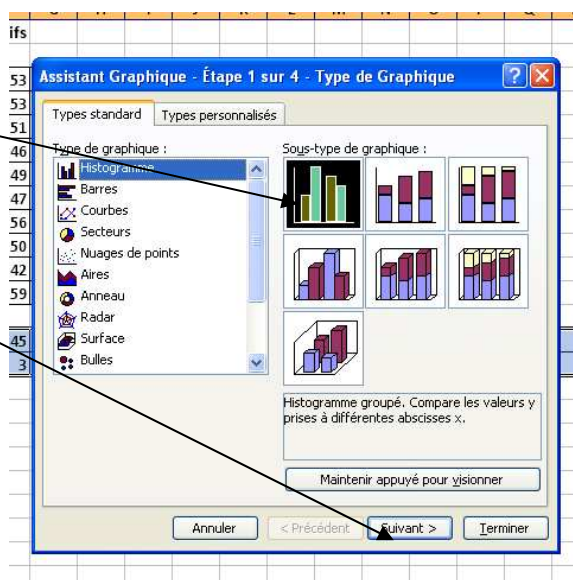 ifs
53
Assistant Graphique - Étape 1 sur 4 - Type de Graphique
53
Types standard Types personnalisés
51
46
Type de graphique : Sous-type de graphique :
Histogramme
49
Barres
47
Courbes
56
Secteurs
50
Nuages de points
42
Aires
59
Anneau
Radar
45
Surface
3
Bulles
Histogramme groupé. Compare les valeurs y
prises à différentes abscisses x.
Maintenir appuyé pour visionner
Annuler < Précédent Suivant > Terminer